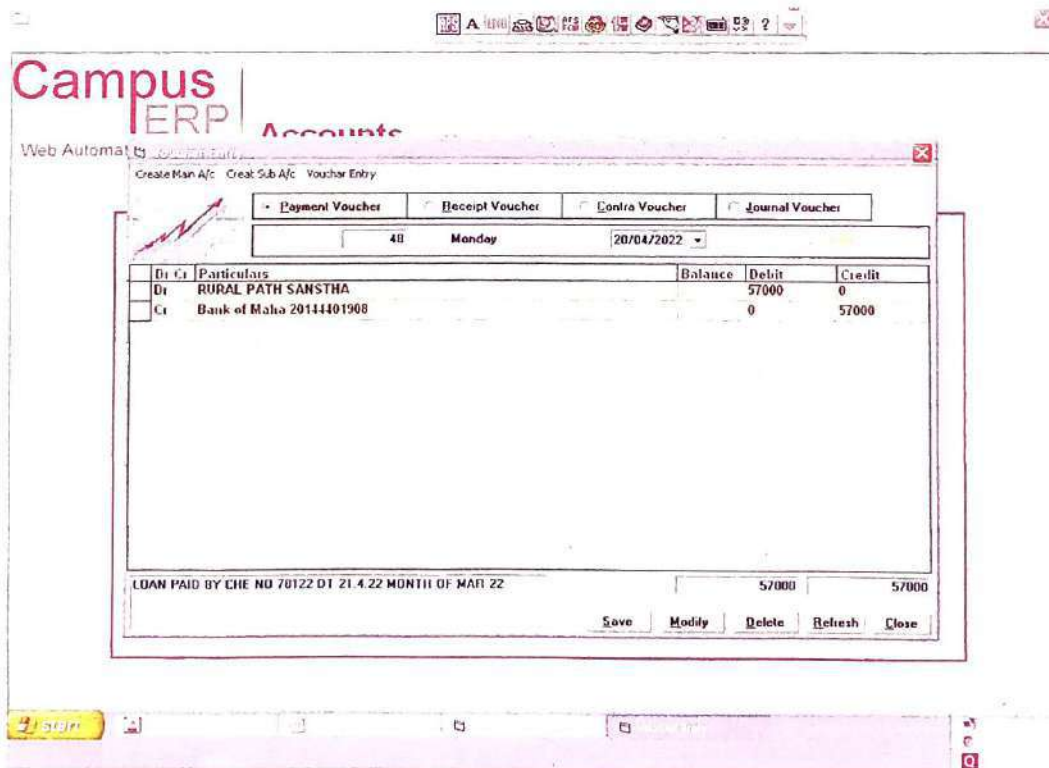 Campus
ERP
Accounts
Web Automat
Create Main A/c Creat Sub A/c Vouchar Entry
Payment Voucher Receipt Voucher Contra Voucher Journal Voucher
48 Monday 20/04/2022
Dr Cr Particulars Balance Debit Credit
Dr RURAL PATH SANSTHA 57000 0
Cr Bank of Maha 20144401908 0 57000
LOAN PAID BY CHE NO 70122 DT 21.4.22 MONTH OF MAR 22 57000 57000
Save Modify Delete Refresh Close
start